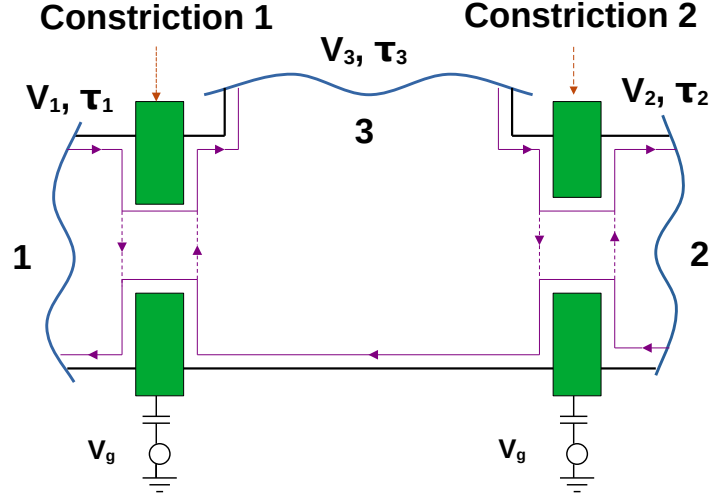 Constriction 1
Constriction 2
V3, τ3
V1, τ1
V2, τ2
3
1
2
Vg
Vg